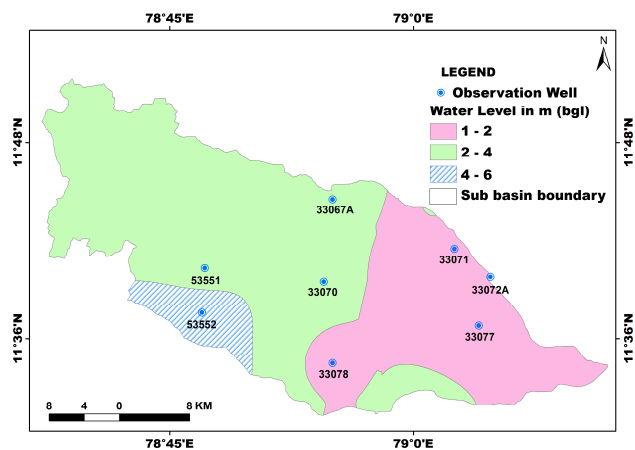 78°45'E 79°0'E
N
LEGEND
Observation Well
Water Level in m (bgl)
1 - 2
2 - 4
4 - 6
Sub basin boundary
11°48'N 11°48'N
33067A
33071
53551
33070
33072A
53552
33077
11°36'N 11°36'N
33078
8 4 0 8 KM
78°45'E 79°0'E